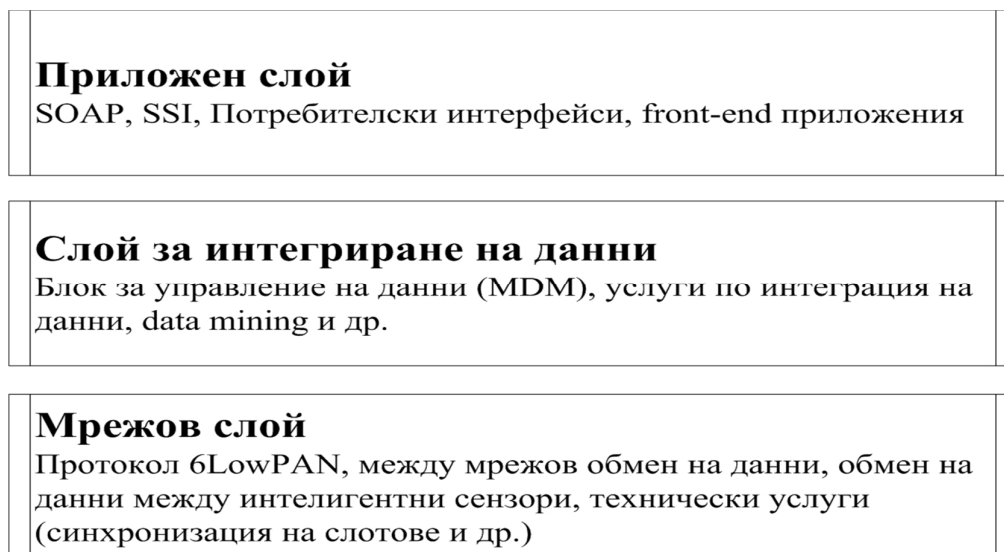 Приложен слой
SOAP, SSI, Потребителски интерфейси, front-end приложения
Слой за интегриране на данни
Блок за управление на данни (MDM), услуги по интеграция на
данни, data mining и др.
Мрежов слой
Протокол 6LowPAN, между мрежов обмен на данни, обмен на
данни между интелигентни сензори, технически услуги
(синхронизация на слотове и др.)